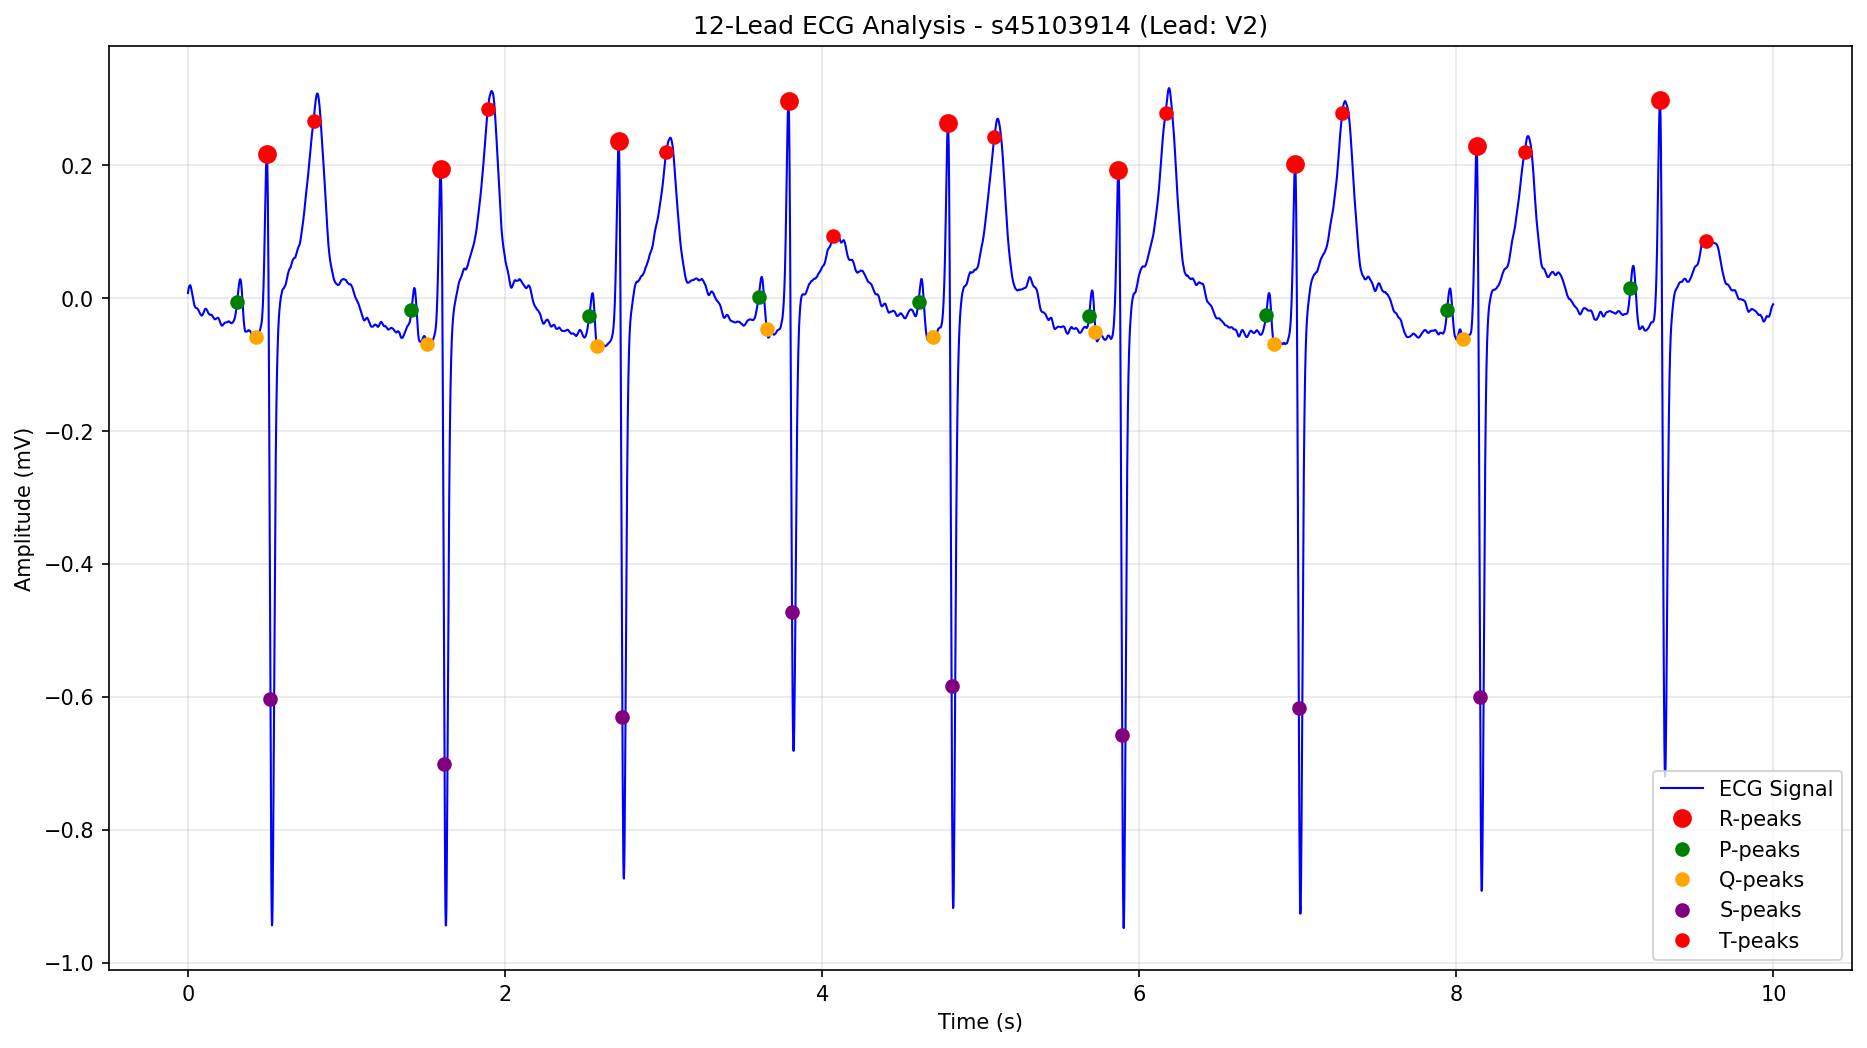 12-Lead ECG Analysis - s45103914 (Lead: V2)
Amplitude (mV)
0.2
0.0
−0.2
−0.4
−0.6
−0.8
−1.0
0 2 4 6 8 10
Time (s)
ECG Signal
R-peaks
P-peaks
Q-peaks
S-peaks
T-peaks